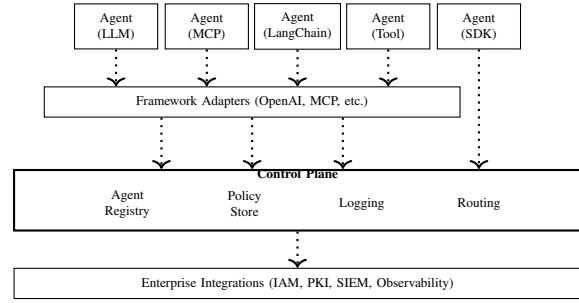 Agent Agent Agent Agent Agent
(LLM) (MCP) (LangChain) (Tool) (SDK)
Framework Adapters (OpenAI, MCP, etc.)
Control Plane
Agent Policy Logging Routing
Registry Store
Enterprise Integrations (IAM, PKI, SIEM, Observability)